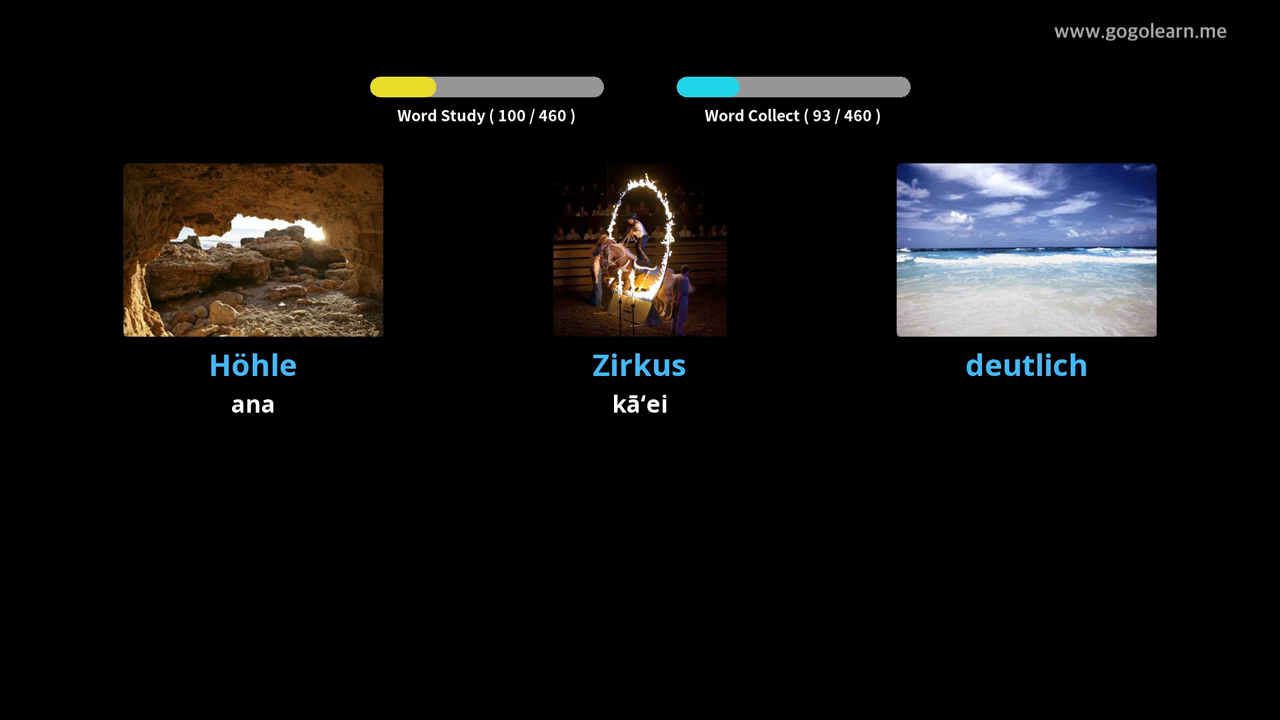 www.gogolearn.me
Word Study ( 100 / 460 )
Word Collect ( 93 / 460 )
Höhle
ana
Zirkus
kāʻei
deutlich